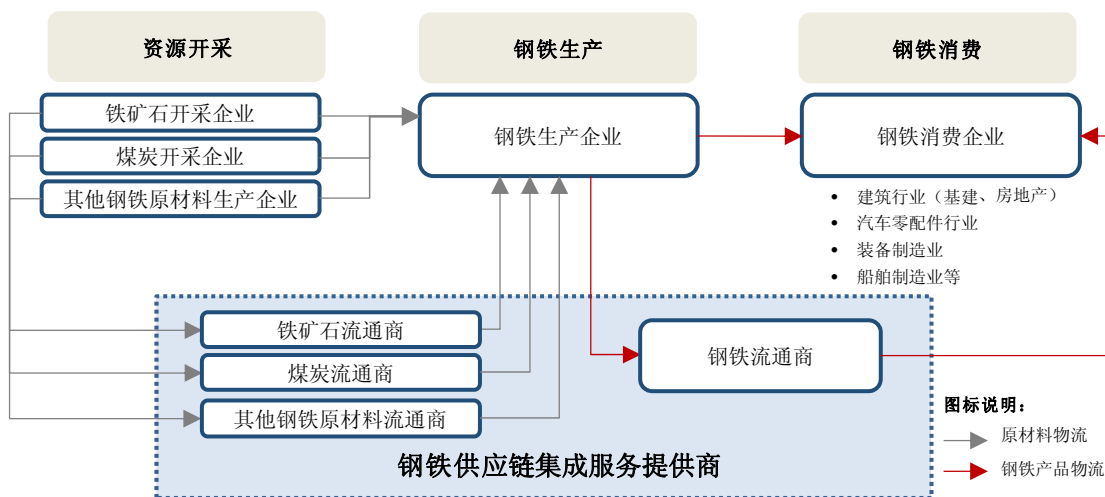 资源开采
钢铁生产
钢铁消费
铁矿石开采企业
煤炭开采企业
其他钢铁原材料生产企业
钢铁生产企业
钢铁消费企业
• 建筑行业（基建、房地产）
• 汽车零配件行业
• 装备制造业
• 船舶制造业等
铁矿石流通商
煤炭流通商
其他钢铁原材料流通商
钢铁流通商
钢铁供应链集成服务提供商
图标说明：
原材料物流
钢铁产品物流